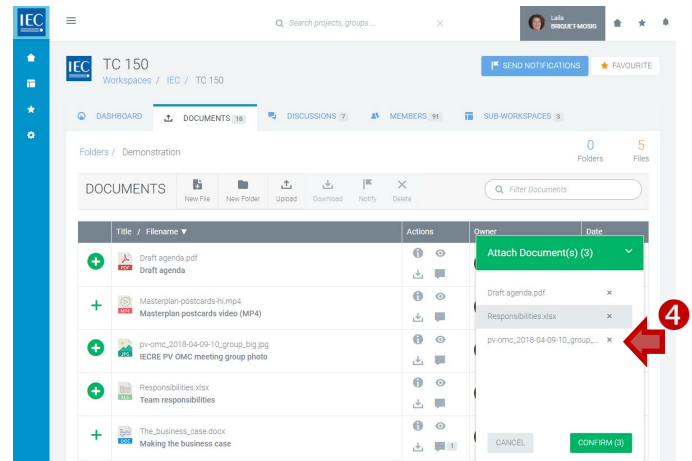 IEC
Search projects, groups ...
Laila
BRIQUET-MOSIG
IEC
TC 150
Workspaces / IEC / TC 150
SEND NOTIFICATIONS
FAVOURITE
DASHBOARD
DOCUMENTS 18
DISCUSSIONS 7
MEMBERS 91
SUB-WORKSPACES 3
Folders / Demonstration
0
Folders
5
Files
DOCUMENTS
New File
New Folder
Upload
Download
Notify
Delete
Filter Documents
Title / Filename ▼
Actions
Owner
Date
PDF
Draft agenda.pdf
Draft agenda
MP4
Masterplan-postcards-hi.mp4
Masterplan postcards video (MP4)
JPG
pv-omc_2018-04-09-10_group_big.jpg
IECRE PV OMC meeting group photo
XLS
Responsibilities.xlsx
Team responsibilities
DOC
The_business_case.docx
Making the business case
1
Attach Document(s) (3)
Draft agenda.pdf ×
Responsibilities.xlsx ×
pv-omc_2018-04-09-10_group_... ×
CANCEL
CONFIRM (3)
4